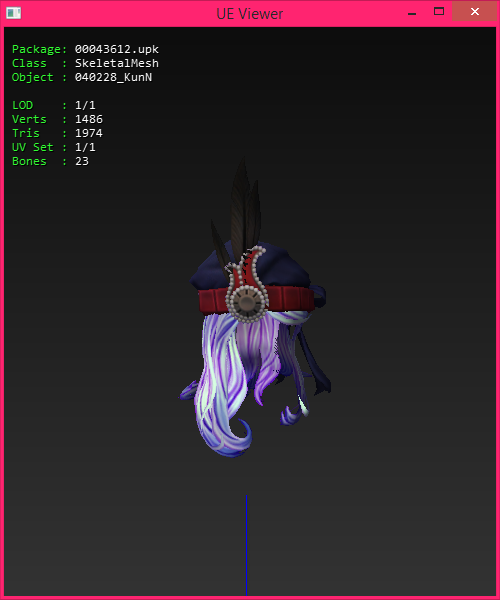 UE Viewer
Package: 00043612.upk
Class : SkeletalMesh
Object : 040228_KunN
LOD : 1/1
Verts : 1486
Tris : 1974
UV Set : 1/1
Bones : 23